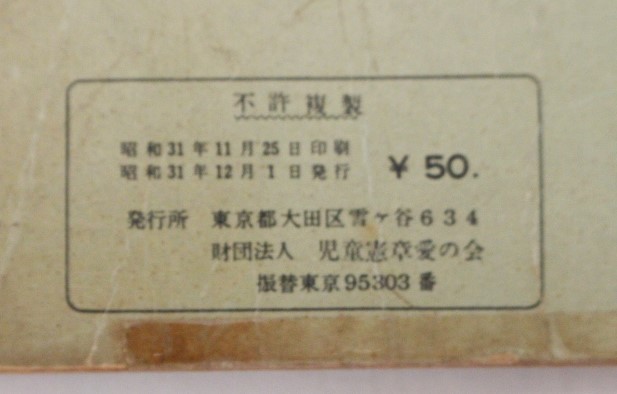 不許複製
昭和31年11月25日印刷
昭和31年12月1日発行
¥50.
発行所 東京都大田区雪ヶ谷634
財団法人 児童憲章愛の会
振替東京95303番